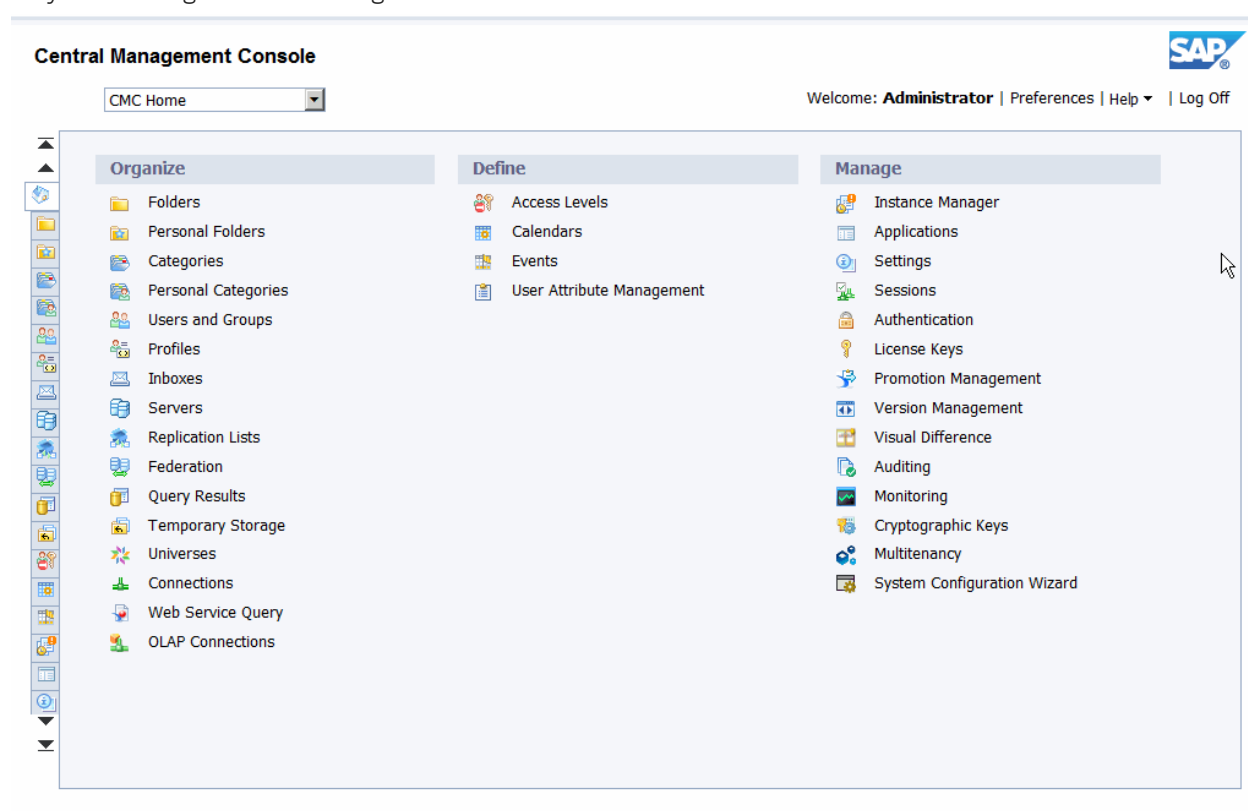 Central Management Console
SAP®
CMC Home
Welcome: Administrator | Preferences | Help | Log Off
Organize
Folders
Personal Folders
Categories
Personal Categories
Users and Groups
Profiles
Inboxes
Servers
Replication Lists
Federation
Query Results
Temporary Storage
Universes
Connections
Web Service Query
OLAP Connections
Define
Access Levels
Calendars
Events
User Attribute Management
Manage
Instance Manager
Applications
Settings
Sessions
Authentication
License Keys
Promotion Management
Version Management
Visual Difference
Auditing
Monitoring
Cryptographic Keys
Multitenancy
System Configuration Wizard